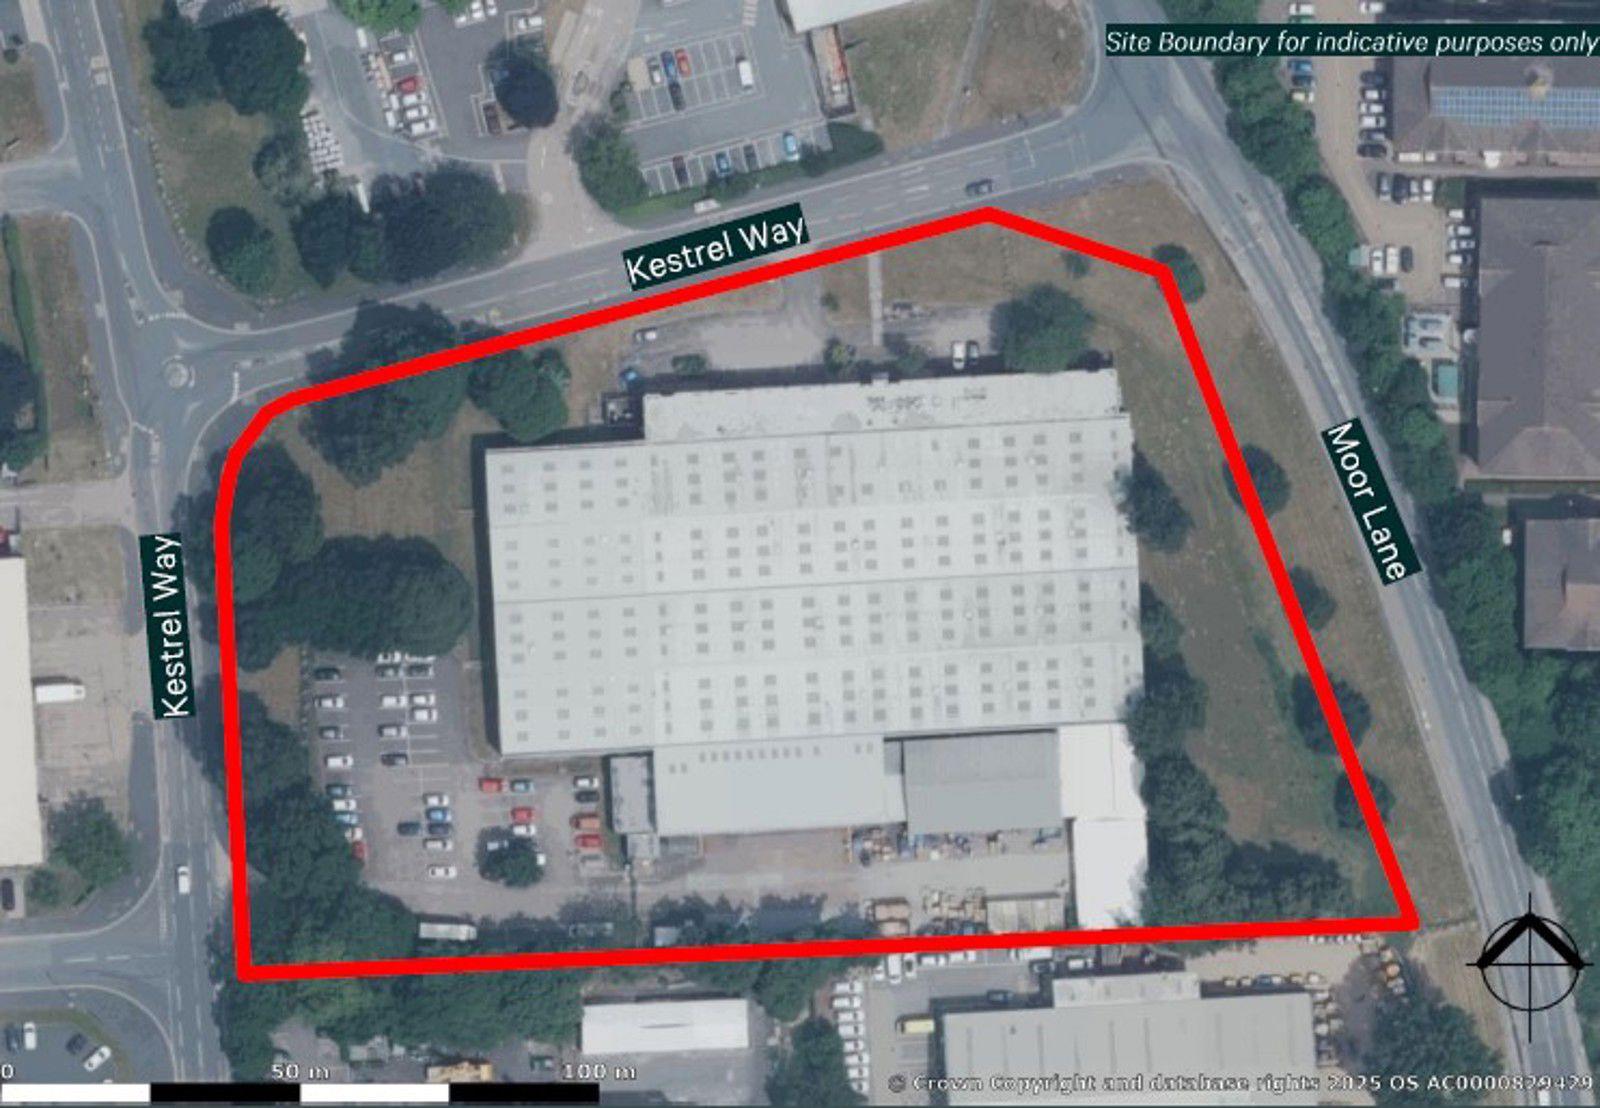 Site Boundary for indicative purposes only
Kestrel Way
Moor Lane
Kestrel Way
0 50 m 100 m
© Crown Copyright and database rights 2025 OS AC0000829429